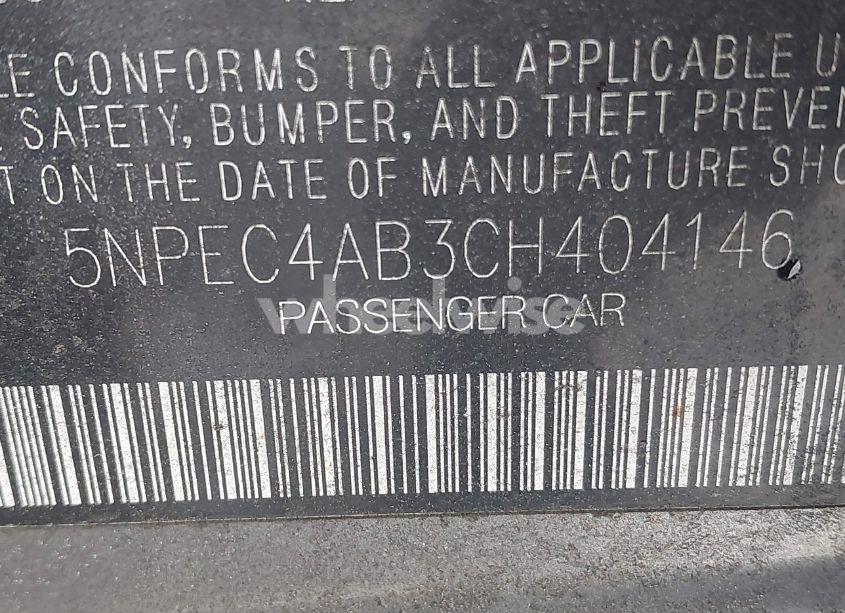 LE CONFORMS TO ALL APPLICABLE U
SAFETY, BUMPER, AND THEFT PREVEN
T ON THE DATE OF MANUFACTURE SHO
5NPEC4AB3CH404146
PASSENGER CAR